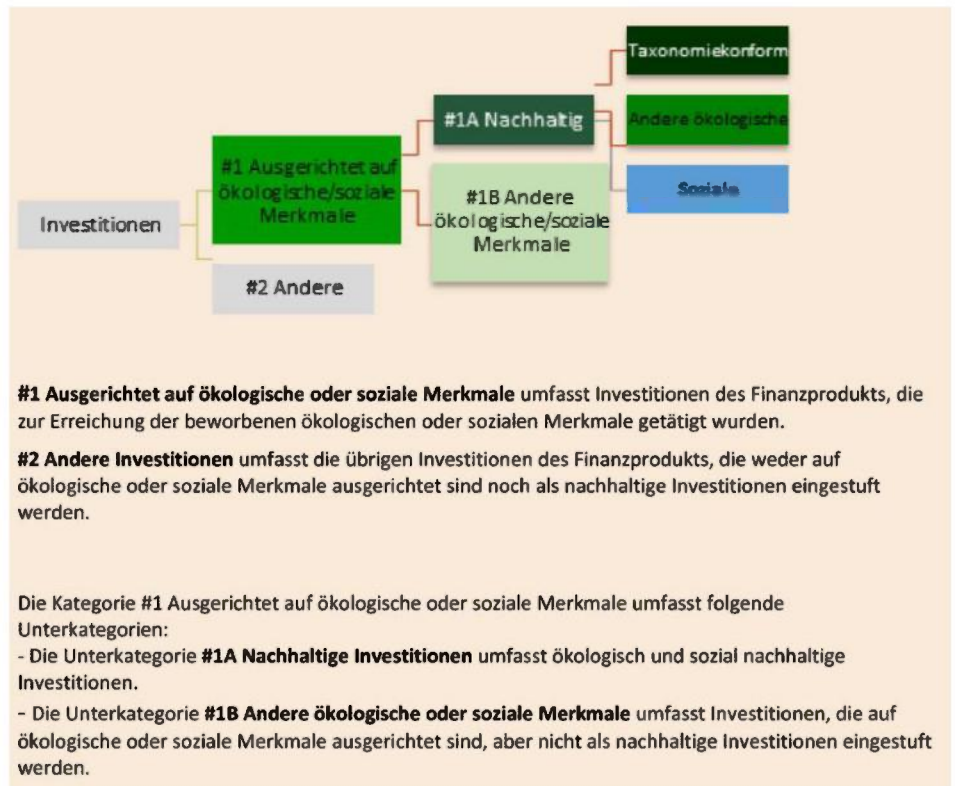 Taxonomiekonform
#1A Nachhaltig
Andere ökologische
#1 Ausgerichtet auf
ökologische/soziale
Merkmale
Soziale
#1B Andere
ökologische/soziale
Merkmale
Investitionen
#2 Andere
#1 Ausgerichtet auf ökologische oder soziale Merkmale umfasst Investitionen des Finanzprodukts, die
zur Erreichung der beworbenen ökologischen oder sozialen Merkmale getätigt wurden.
#2 Andere Investitionen umfasst die übrigen Investitionen des Finanzprodukts, die weder auf
ökologische oder soziale Merkmale ausgerichtet sind noch als nachhaltige Investitionen eingestuft
werden.
Die Kategorie #1 Ausgerichtet auf ökologische oder soziale Merkmale umfasst folgende
Unterkategorien:
- Die Unterkategorie #1A Nachhaltige Investitionen umfasst ökologisch und sozial nachhaltige
Investitionen.
- Die Unterkategorie #1B Andere ökologische oder soziale Merkmale umfasst Investitionen, die auf
ökologische oder soziale Merkmale ausgerichtet sind, aber nicht als nachhaltige Investitionen eingestuft
werden.